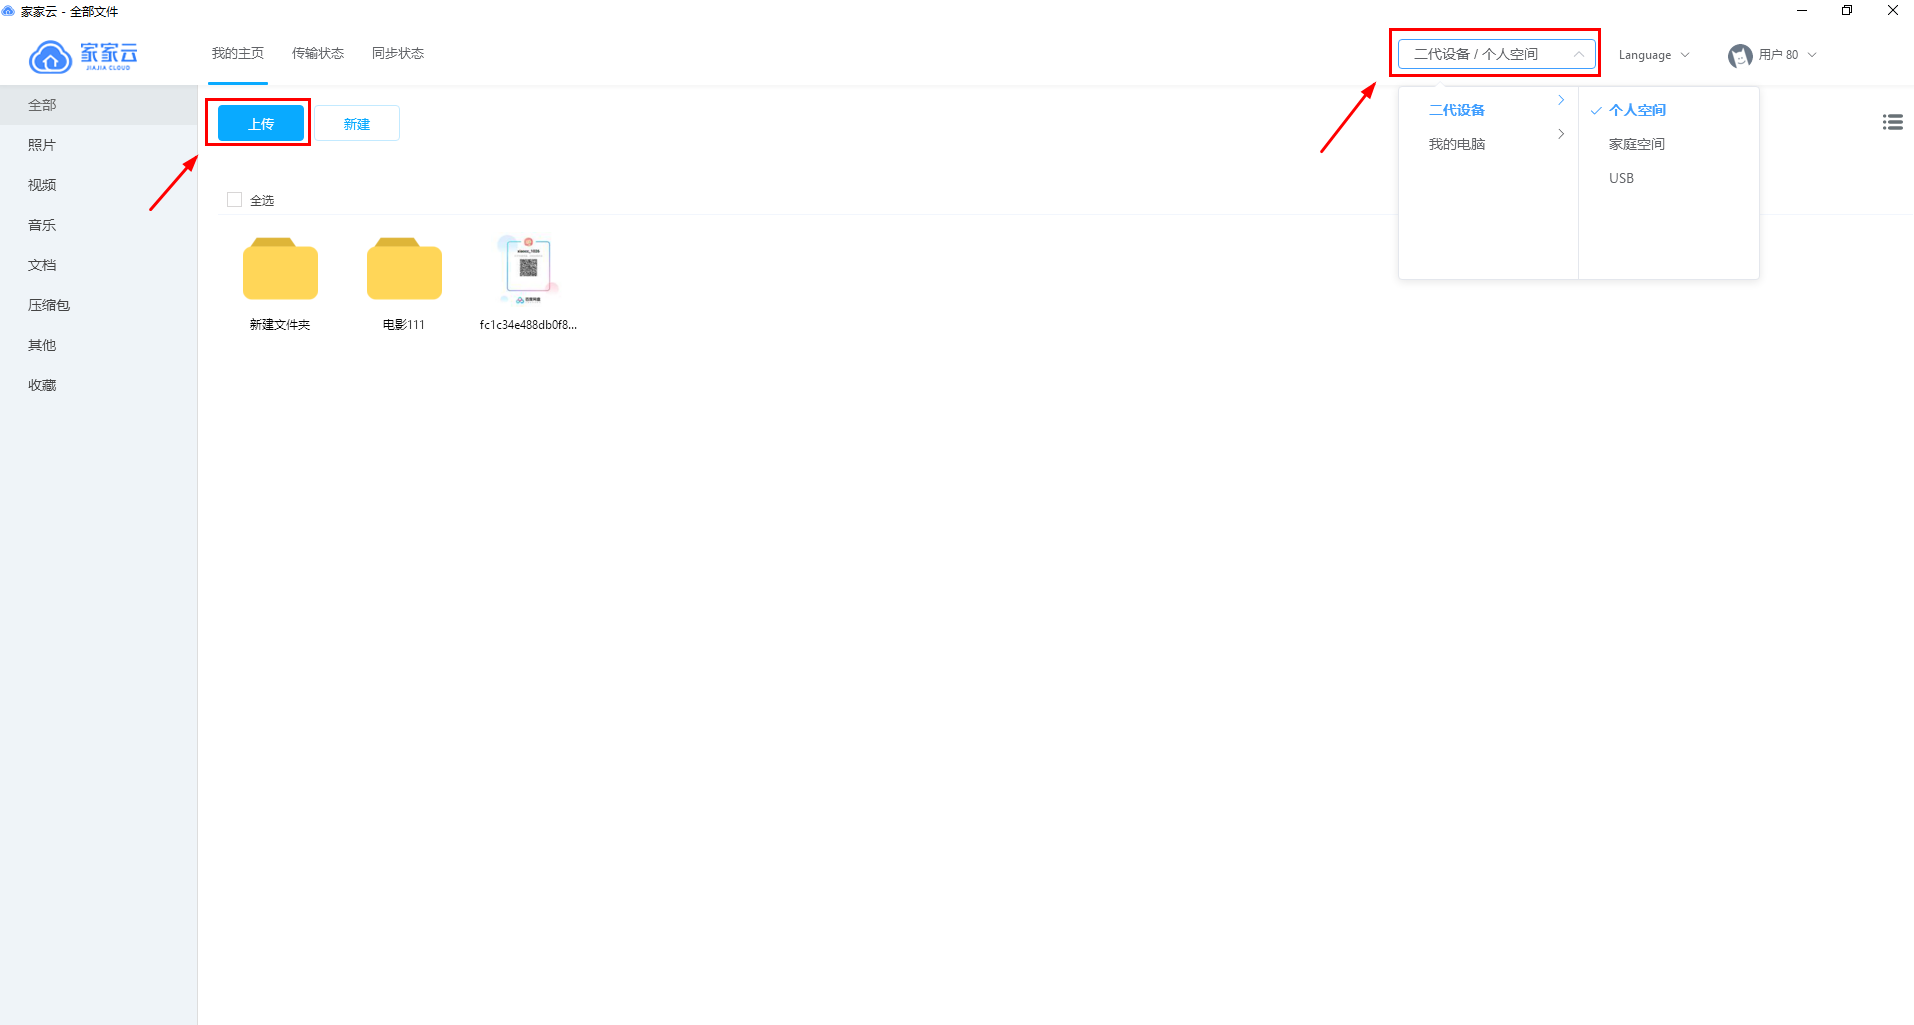 家家云 - 全部文件
家家云
JIAJIA CLOUD
我的主页 传输状态 同步状态
二代设备 / 个人空间
Language
用户 80
全部
照片
视频
音乐
文档
压缩包
其他
收藏
上传 新建
二代设备
我的电脑
个人空间
家庭空间
USB
全选
新建文件夹
电影111
fc1c34e488db0f8...